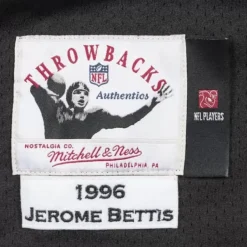 THROWBACKS
NFL
Authentics
NOSTALGIA CO.
Mitchell & Ness
PHILADELPHIA, PA
NFL PLAYERS
1996
JEROME BETTIS